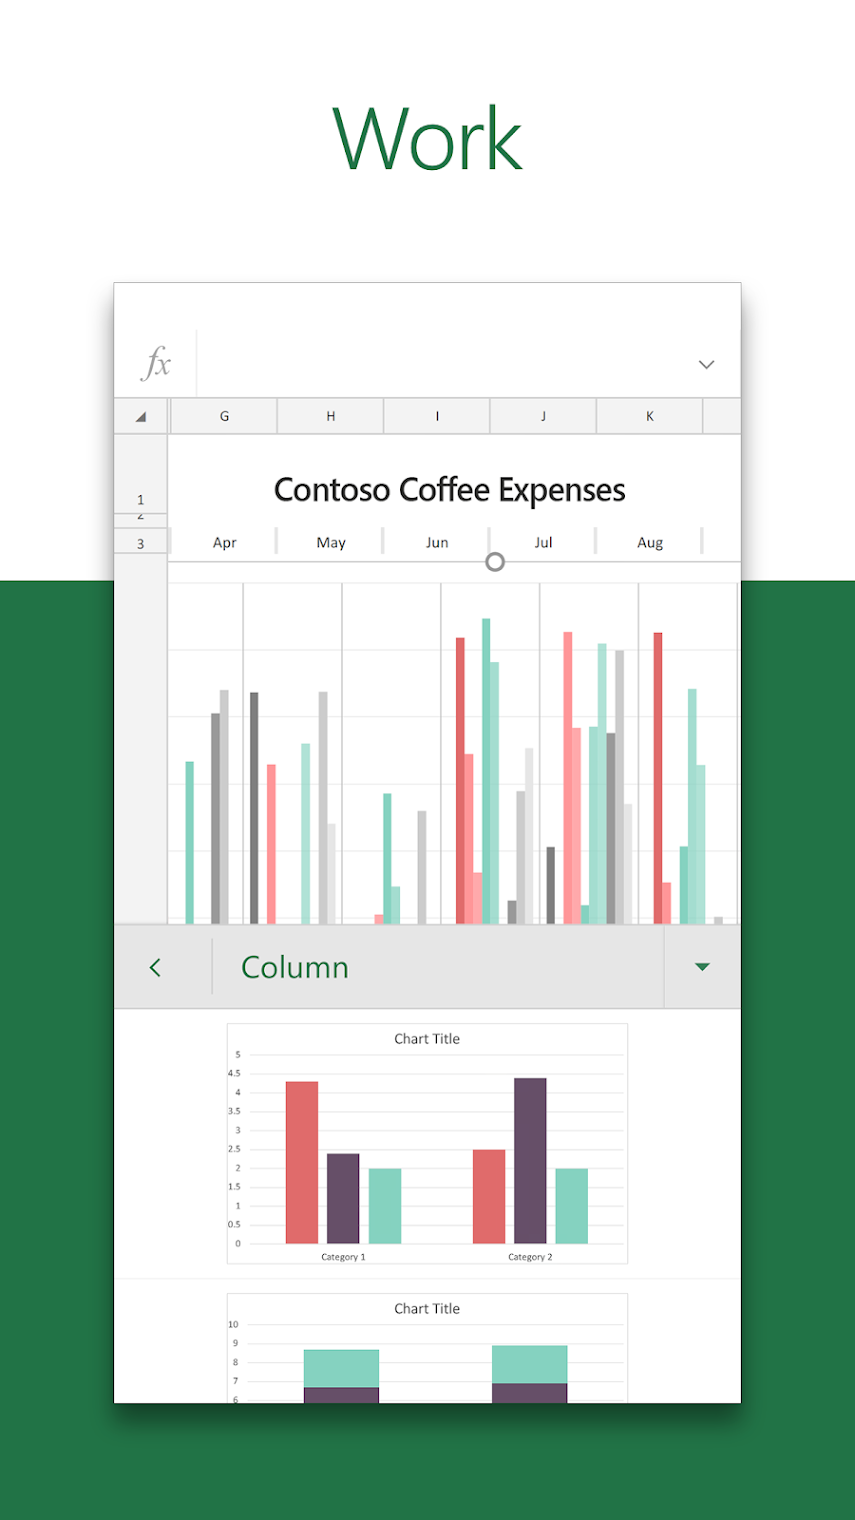 Work
fx
G H I J K
1
Contoso Coffee Expenses
2
3 Apr May Jun Jul Aug
Column
Chart Title
5
4.5
4
3.5
3
2.5
2
1.5
1
0.5
0
Category 1 Category 2
Chart Title
10
9
8
7
6